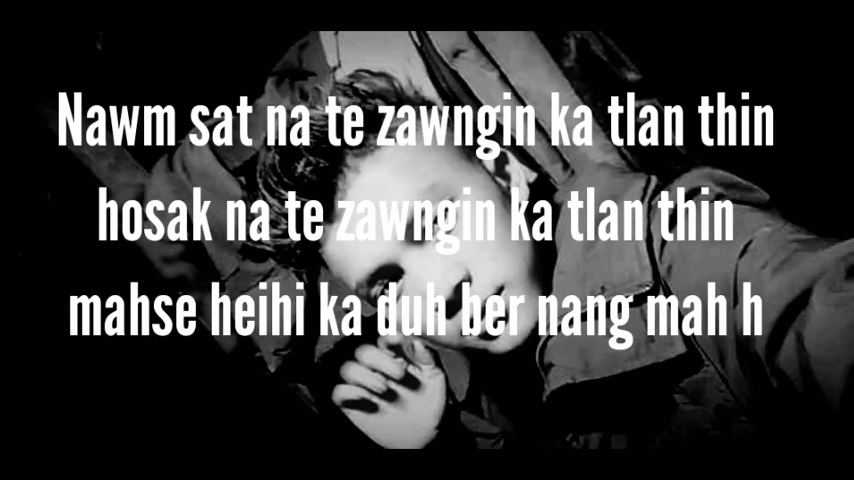 Nawm sat na te zawngin ka tlan thin
hosak na te zawngin ka tlan thin
mahse heihi ka duh ber nang mah h